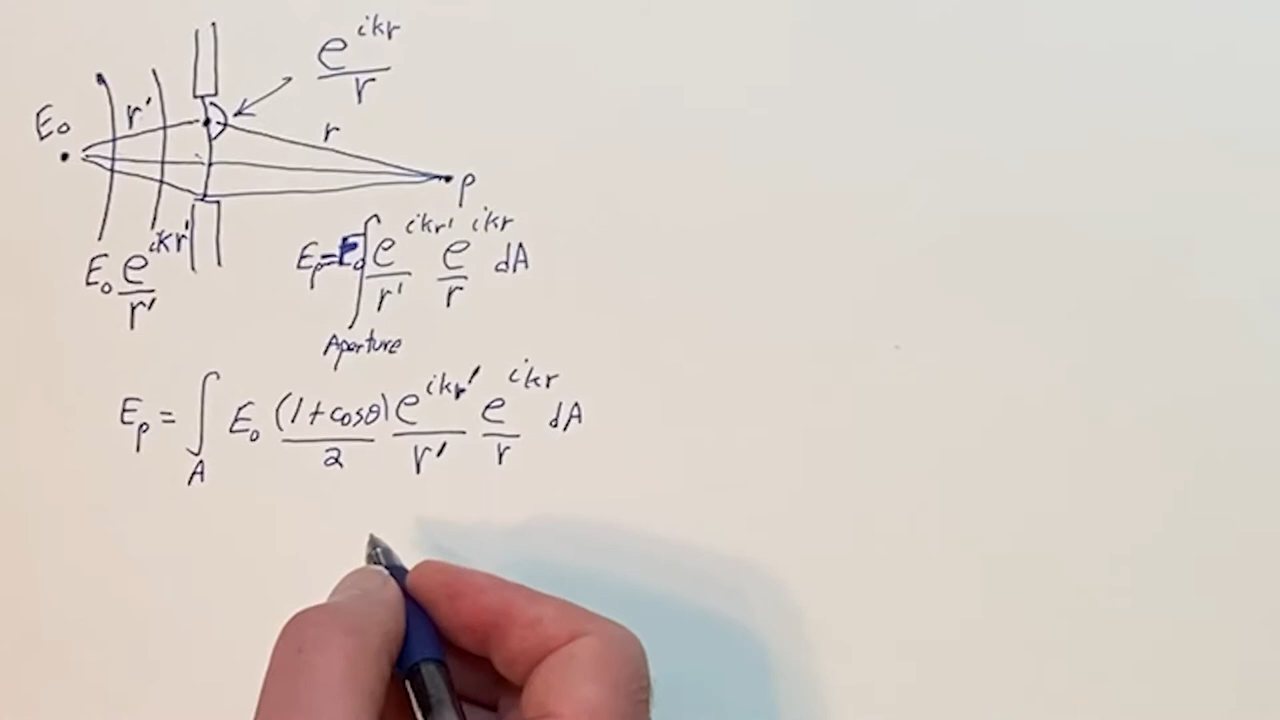 e^{ikr}/r
E₀
r'
r
p
E₀ e^{ikr'}/r'
E_p = E₀ ∫_{Aperture} e^{ikr'}/r' e^{ikr}/r dA
E_p = ∫_A E₀ (1+cosθ)/2 e^{ikr'}/r' e^{ikr}/r dA